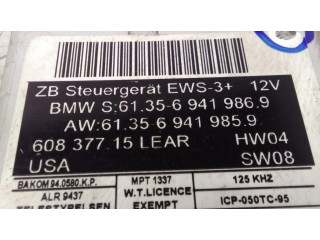 ZB Steuergerät EWS-3+ 12V
BMW S:61.35-6 941 986.9
AW:61.35-6 941985.9
608 377.15 LEAR HW04
USA SW08
BAKOM 94.0580.K.P. MPT 1337 125 KHZ
ALR 9437 W.T.LICENCE ICP-050TC-95
TELESTYRELSEN EXEMPT